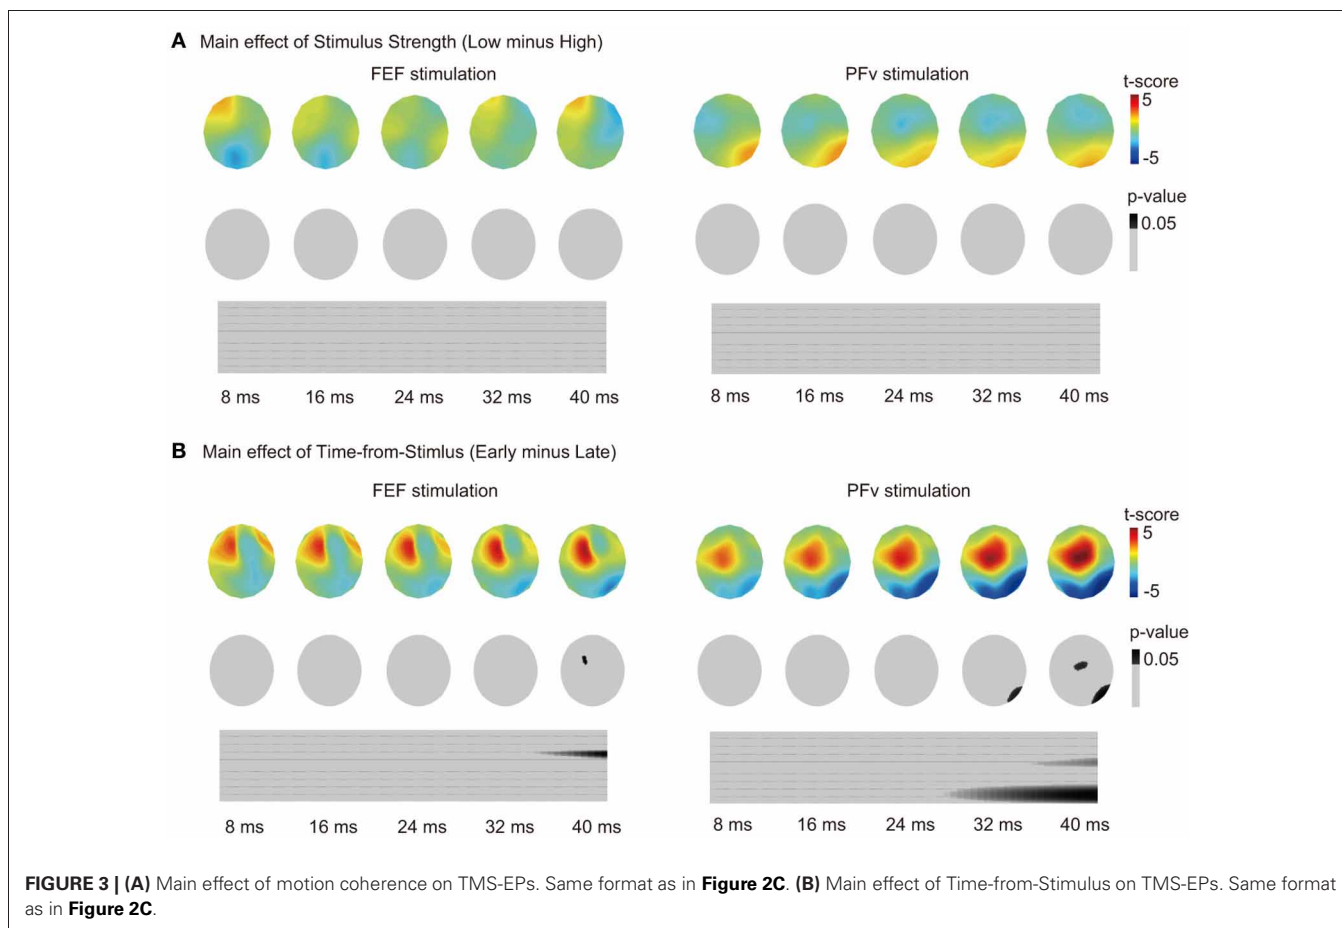 A Main effect of Stimulus Strength (Low minus High)
FEF stimulation
PFv stimulation
t-score
5
-5
p-value
0.05
8 ms 16 ms 24 ms 32 ms 40 ms
8 ms 16 ms 24 ms 32 ms 40 ms
B Main effect of Time-from-Stimlus (Early minus Late)
FEF stimulation
PFv stimulation
t-score
5
-5
p-value
0.05
8 ms 16 ms 24 ms 32 ms 40 ms
8 ms 16 ms 24 ms 32 ms 40 ms
FIGURE 3 | (A) Main effect of motion coherence on TMS-EPs. Same format as in Figure 2C. (B) Main effect of Time-from-Stimulus on TMS-EPs. Same format
as in Figure 2C.